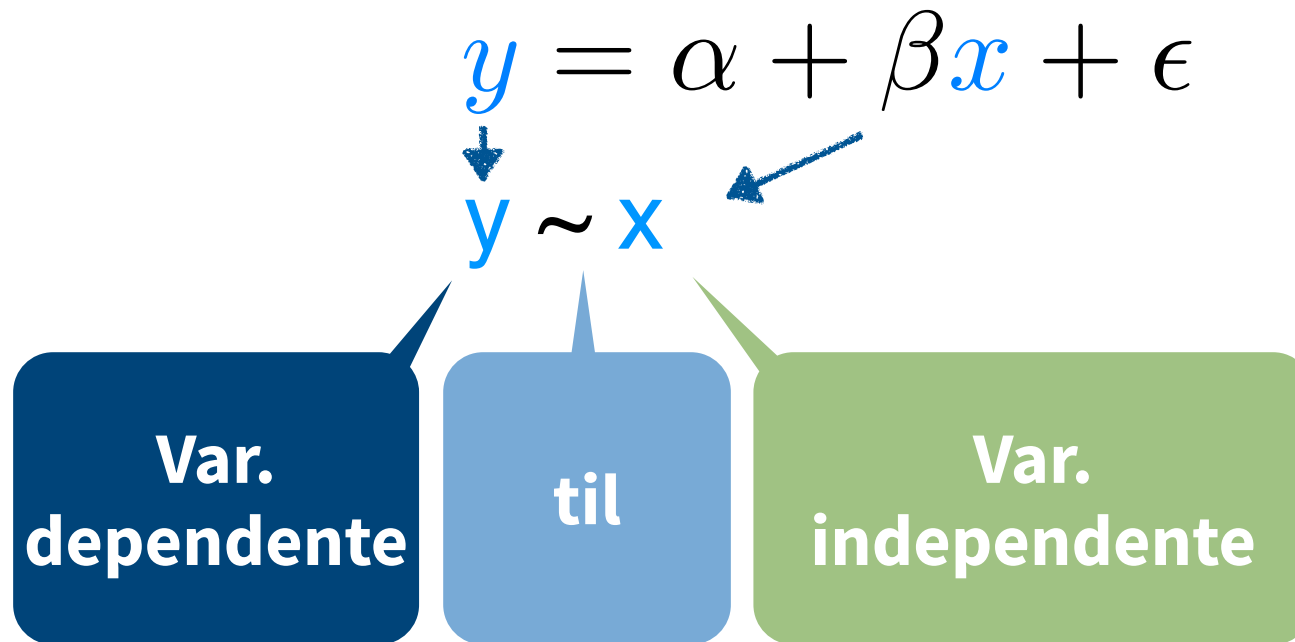 y = α + βx + ϵ
y ~ x
Var.
dependente
til
Var.
independente